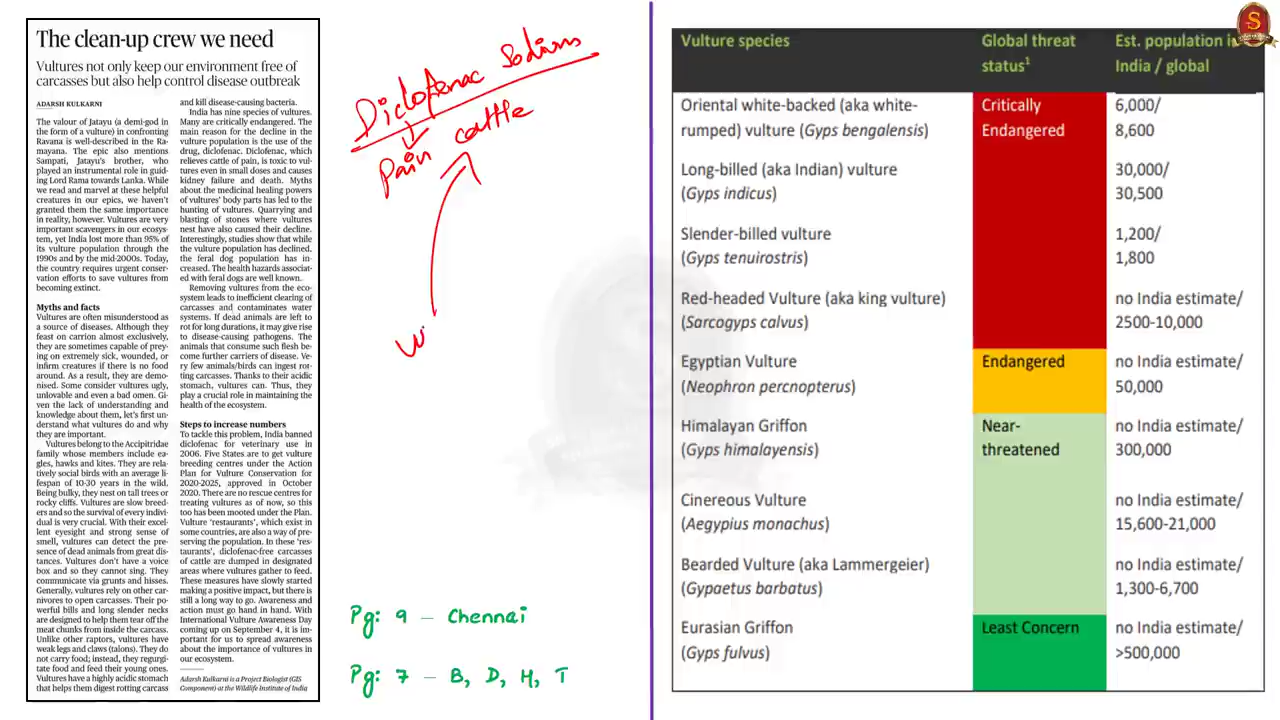 The clean-up crew we need
Vultures not only keep our environment free of
carcasses but also help control disease outbreak
ADARSH KULKARNI
The valour of Jatayu (a demi-god in
the form of a vulture) in confronting
Ravana is well-described in the Ra-
mayana. The epic also mentions
Sampati, Jatayu's brother, who
played an instrumental role in guid-
ing Lord Rama towards Lanka. While
we read and marvel at these helpful
creatures in our epics, we haven't
granted them the same importance
in reality, however. Vultures are very
important scavengers in our ecosys-
tem, yet India lost more than 95% of
its vulture population through the
1990s and by the mid-2000s. Today,
the country requires urgent conser-
vation efforts to save vultures from
becoming extinct.
Myths and facts
Vultures are often misunderstood as
a source of diseases. Although they
feast on carrion almost exclusively,
they are sometimes capable of prey-
ing on extremely sick, wounded, or
infirm creatures if there is no food
around. As a result, they are demo-
nised. Some consider vultures ugly,
unlovable and even a bad omen. Gi-
ven the lack of understanding and
knowledge about them, let's first un-
derstand what vultures do and why
they are important.
Vultures belong to the Accipitridae
family whose members include ea-
gles, hawks and kites. They are rela-
tively social birds with an average li-
fespan of 10-30 years in the wild.
Being bulky, they nest on tall trees or
rocky cliffs. Vultures are slow breed-
ers and so the survival of every indivi-
dual is very crucial. With their excel-
lent eyesight and strong sense of
smell, vultures can detect the pre-
sence of dead animals from great dis-
tances. Vultures don't have a voice
box and so they cannot sing. They
communicate via grunts and hisses.
Generally, vultures rely on other car-
nivores to open carcasses. Their po-
werful bills and long slender necks
are designed to help them tear off the
meat chunks from inside the carcass.
Unlike other raptors, vultures have
weak legs and claws (talons). They do
not carry food; instead, they regurgi-
tate food and feed their young ones.
Vultures have a highly acidic stomach
that helps them digest rotting carcass
and kill disease-causing bacteria.
India has nine species of vultures.
Many are critically endangered. The
main reason for the decline in the
vulture population is the use of the
drug, diclofenac. Diclofenac, which
relieves cattle of pain, is toxic to vul-
tures even in small doses and causes
kidney failure and death. Myths
about the medicinal healing powers
of vultures' body parts has led to the
hunting of vultures. Quarrying and
blasting of stones where vultures
nest have also caused their decline.
Interestingly, studies show that while
the vulture population has declined,
the feral dog population has in-
creased. The health hazards associat-
ed with feral dogs are well known.
Removing vultures from the eco-
system leads to inefficient clearing of
carcasses and contaminates water
systems. If dead animals are left to
rot for long durations, it may give rise
to disease-causing pathogens. The
animals that consume such flesh be-
come further carriers of disease. Ve-
ry few animals/birds can ingest rot-
ting carcasses. Thanks to their acidic
stomach, vultures can. Thus, they
play a crucial role in maintaining the
health of the ecosystem.
Steps to increase numbers
To tackle this problem, India banned
diclofenac for veterinary use in
2006. Five States are to get vulture
breeding centres under the Action
Plan for Vulture Conservation for
2020-2025, approved in October
2020. There are no rescue centres for
treating vultures as of now, so this
too has been mooted under the Plan.
Vulture 'restaurants', which exist in
some countries, are also a way of pre-
serving the population. In these 'res-
taurants', diclofenac-free carcasses
of cattle are dumped in designated
areas where vultures gather to feed.
These measures have slowly started
making a positive impact, but there is
still a long way to go. Awareness and
action must go hand in hand. With
International Vulture Awareness Day
coming up on September 4, it is im-
portant for us to spread awareness
about the importance of vultures in
our ecosystem.
Adarsh Kulkarni is a Project Biologist (GIS
Component) at the Wildlife Institute of India
Diclofenac Sodium
Pain cattle
Pg: 9 – Chennai
Pg: 7 – B, D, H, T
Vulture species Global threat status¹ Est. population in India / global
Oriental white-backed (aka white- Critically 6,000/
rumped) vulture (Gyps bengalensis) Endangered 8,600
Long-billed (aka Indian) vulture 30,000/
(Gyps indicus) 30,500
Slender-billed vulture 1,200/
(Gyps tenuirostris) 1,800
Red-headed Vulture (aka king vulture) no India estimate/
(Sarcogyps calvus) 2500-10,000
Egyptian Vulture Endangered no India estimate/
(Neophron percnopterus) 50,000
Himalayan Griffon Near- no India estimate/
(Gyps himalayensis) threatened 300,000
Cinereous Vulture no India estimate/
(Aegypius monachus) 15,600-21,000
Bearded Vulture (aka Lammergeier) no India estimate/
(Gypaetus barbatus) 1,300-6,700
Eurasian Griffon Least Concern no India estimate/
(Gyps fulvus) >500,000